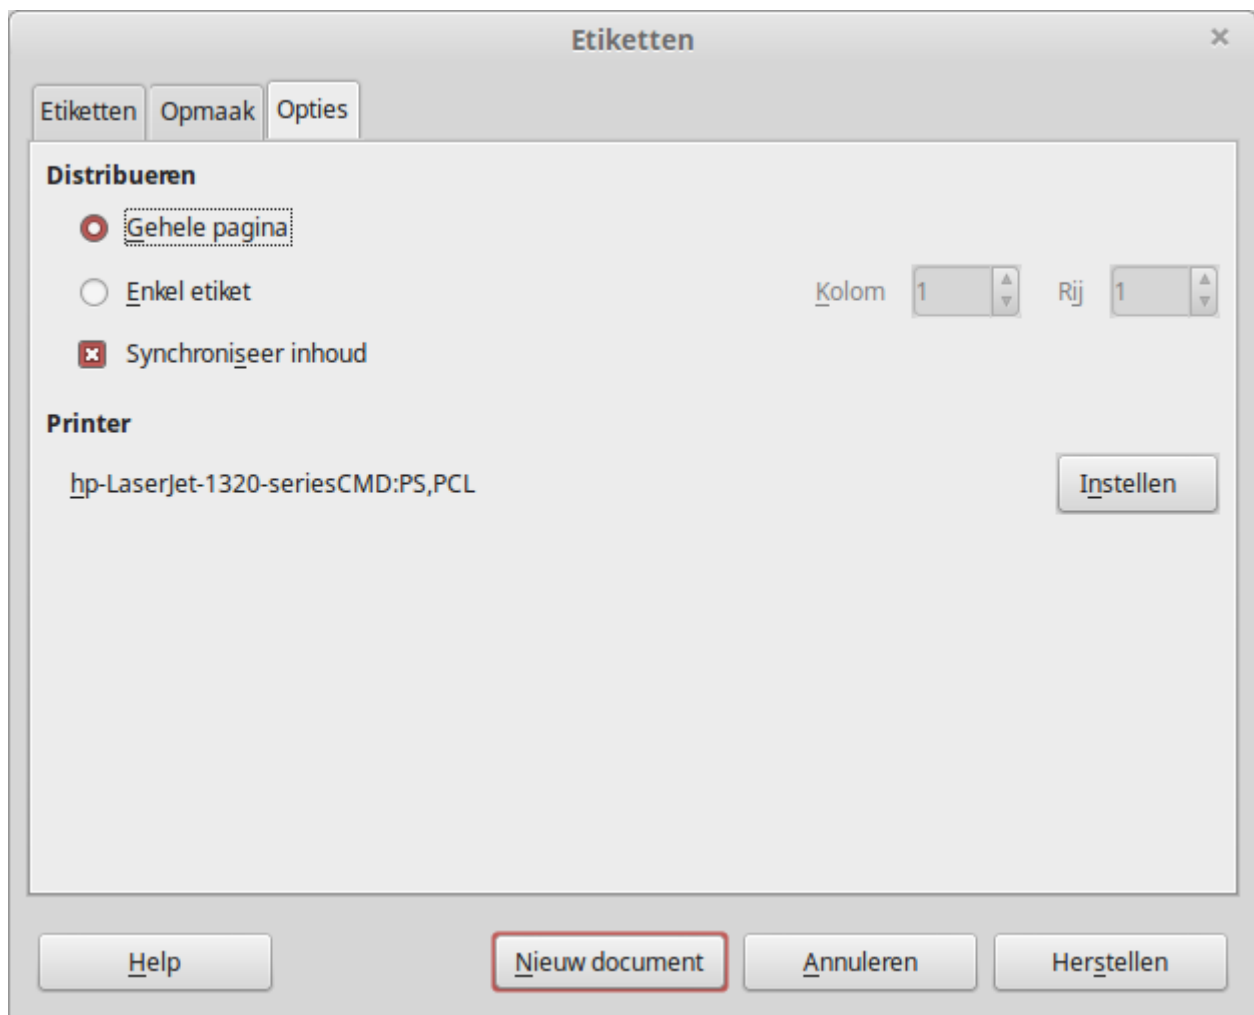 Etiketten
Etiketten Opmaak Opties
Distribueren
Gehele pagina
Enkel etiket Kolom 1 Rij 1
Synchroniseer inhoud
Printer
hp-LaserJet-1320-seriesCMD:PS,PCL Instellen
Help Nieuw document Annuleren Herstellen